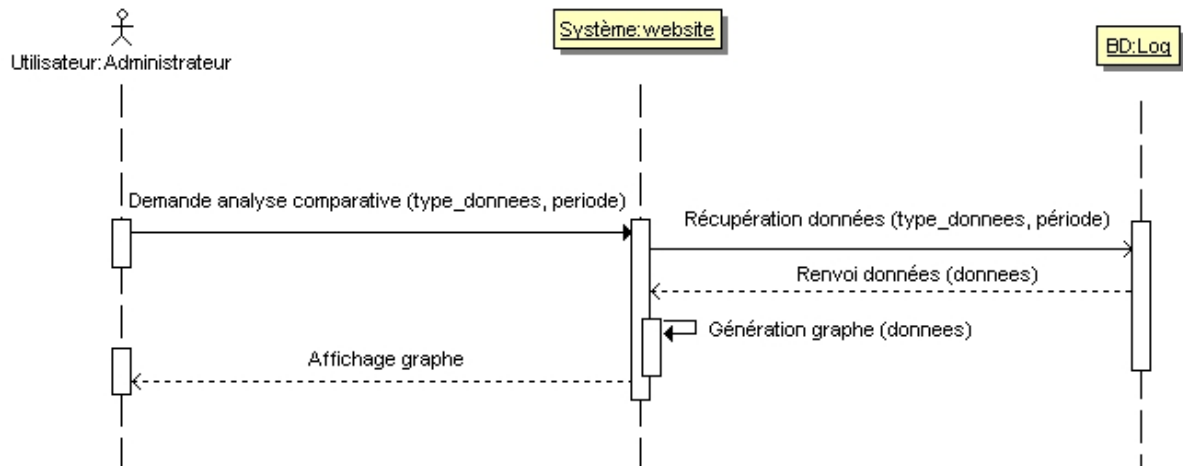 Système:website
BD:Log
Utilisateur:Administrateur
Demande analyse comparative (type_donnees, periode)
Récupération données (type_donnees, période)
Renvoi données (donnees)
Génération graphe (donnees)
Affichage graphe